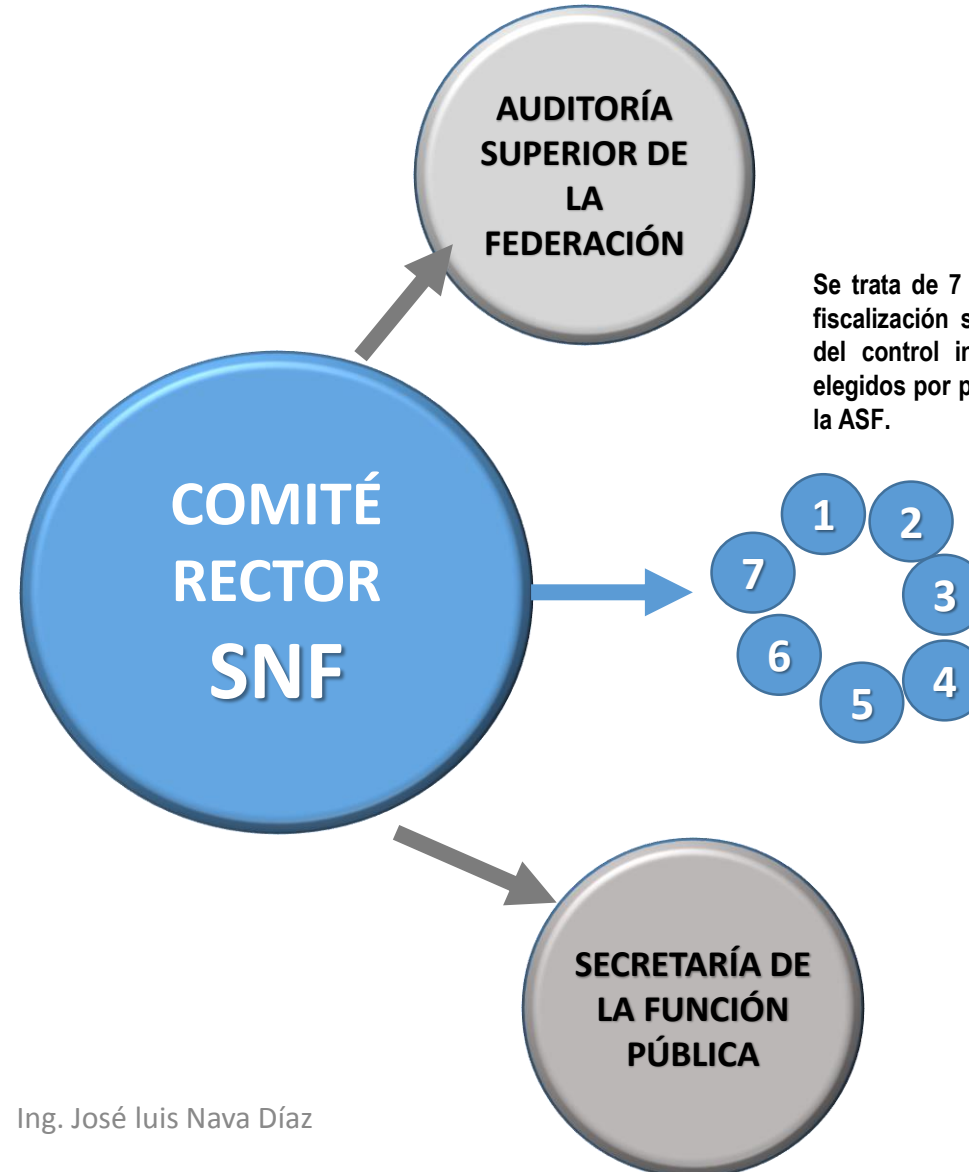 AUDITORÍA
SUPERIOR DE
LA
FEDERACIÓN
Se trata de 7
fiscalización s
del control in
elegidos por p
la ASF.
COMITÉ
RECTOR
SNF
1
2
3
4
5
6
7
SECRETARÍA DE
LA FUNCIÓN
PÚBLICA
Ing. José luis Nava Díaz